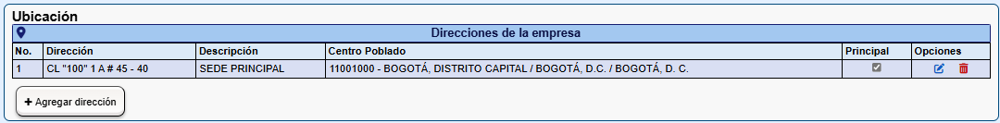 Ubicación
Direcciones de la empresa
No. Dirección Descripción Centro Poblado Principal Opciones
1 CL "100" 1 A # 45 - 40 SEDE PRINCIPAL 11001000 - BOGOTÁ, DISTRITO CAPITAL / BOGOTÁ, D.C. / BOGOTÁ, D. C.
+ Agregar dirección